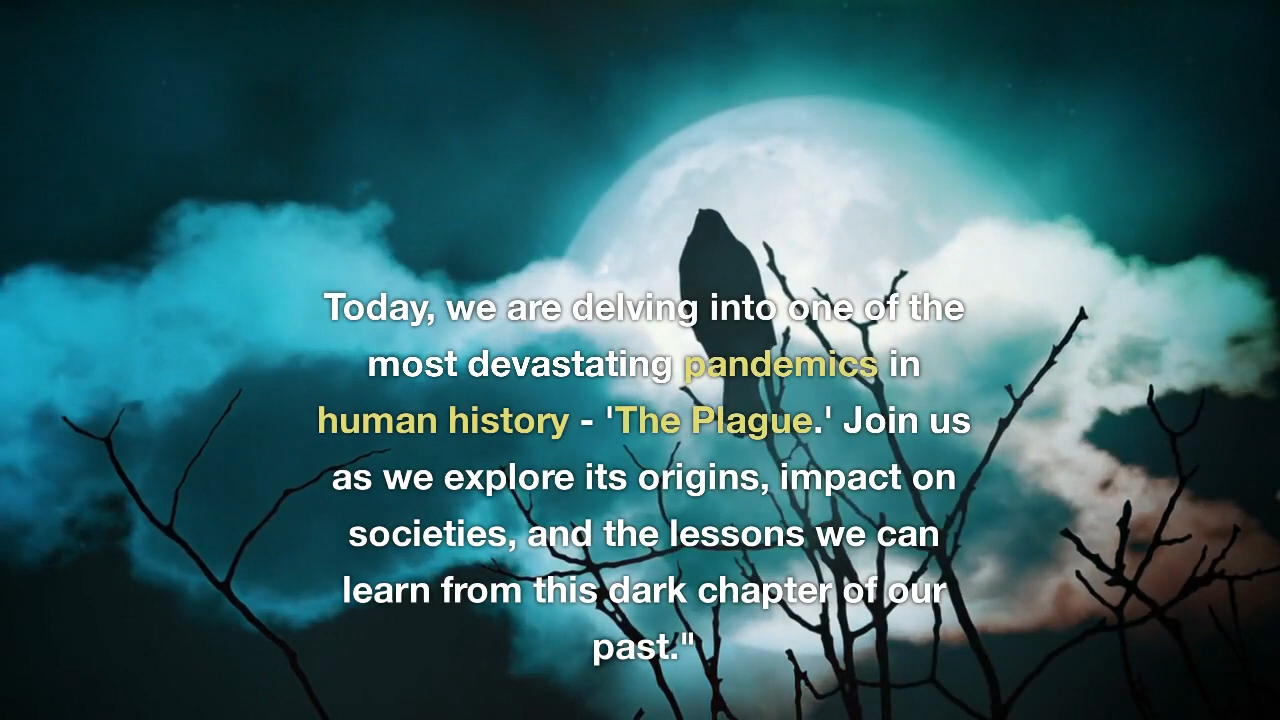 Today, we are delving into one of the
most devastating pandemics in
human history - 'The Plague.' Join us
as we explore its origins, impact on
societies, and the lessons we can
learn from this dark chapter of our
past."